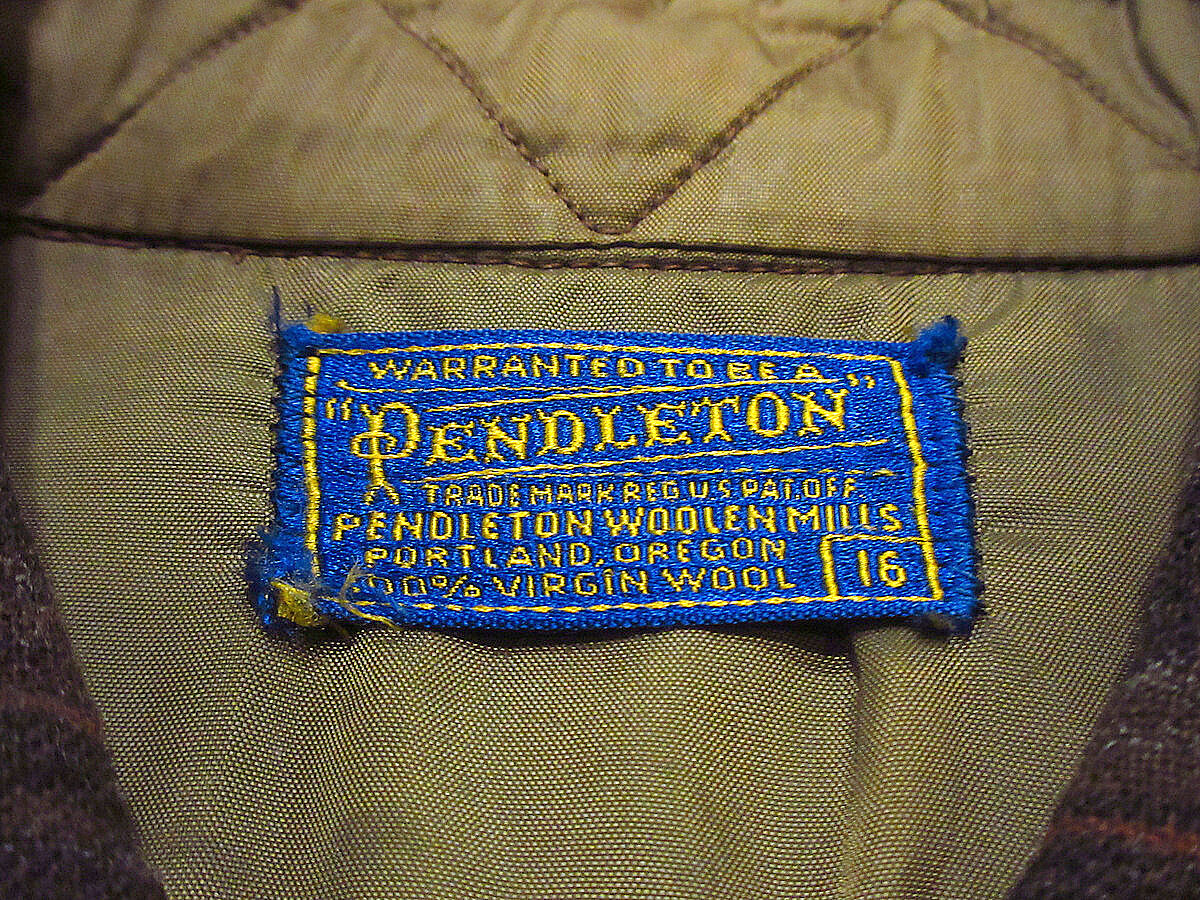 WARRANTED TO BE A
"PENDLETON"
TRADE MARK REG U S PAT. OFF.
PENDLETON WOOLEN MILLS
PORTLAND, OREGON
100% VIRGIN WOOL
16